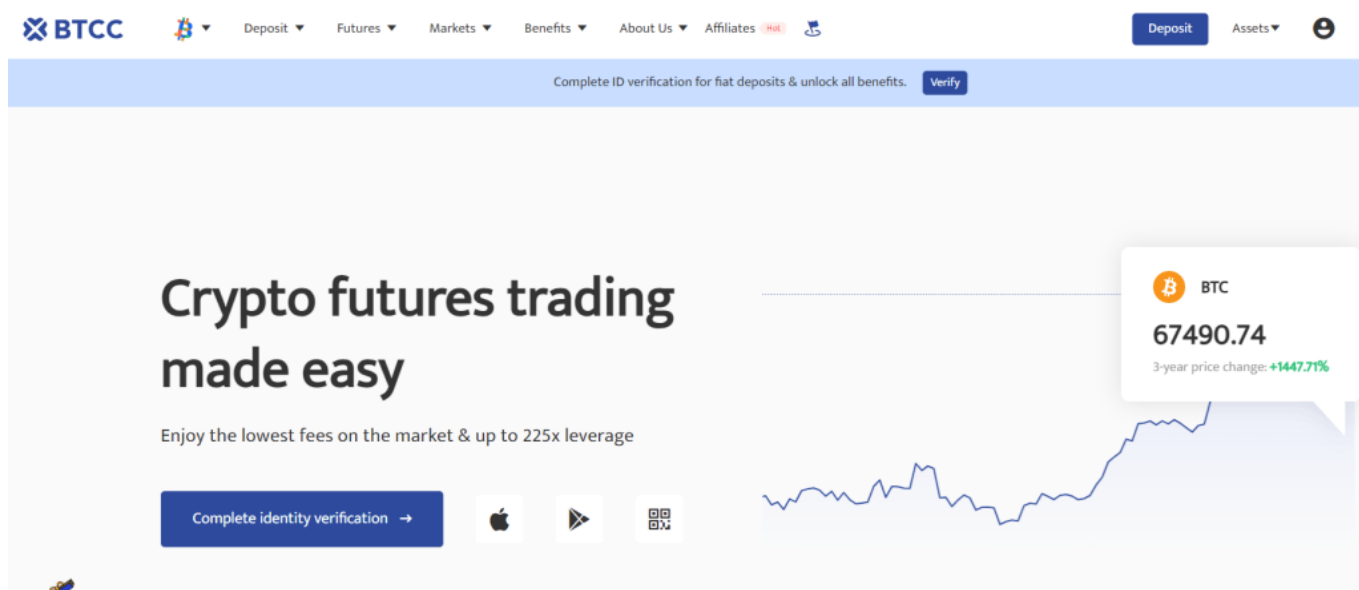 BTCC
Deposit
Futures
Markets
Benefits
About Us
Affiliates
Hot
Deposit
Assets
Complete ID verification for fiat deposits & unlock all benefits.
Verify
Crypto futures trading
made easy
Enjoy the lowest fees on the market & up to 225x leverage
Complete identity verification →
BTC
67490.74
3-year price change: +1447.71%